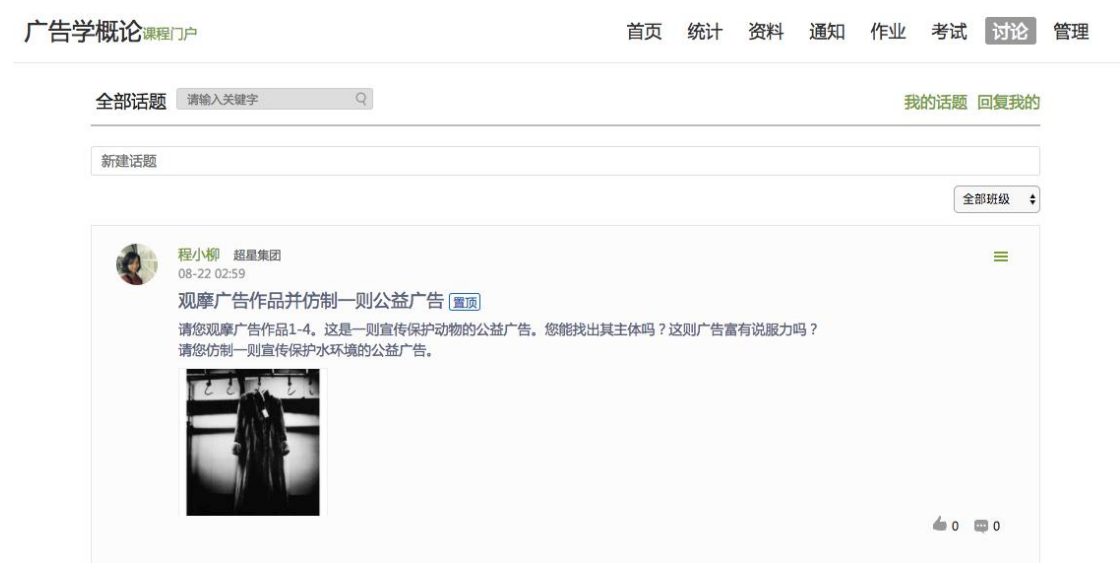 广告学概论课程门户 首页 统计 资料 通知 作业 考试 讨论 管理
全部话题 请输入关键字 我的话题 回复我的
新建话题
全部班级
程小柳 超星集团
08-22 02:59
观摩广告作品并仿制一则公益广告 置顶
请您观摩广告作品1-4。这是一则宣传保护动物的公益广告。您能找出其主体吗？这则广告富有说服力吗？
请您仿制一则宣传保护水环境的公益广告。
0 0